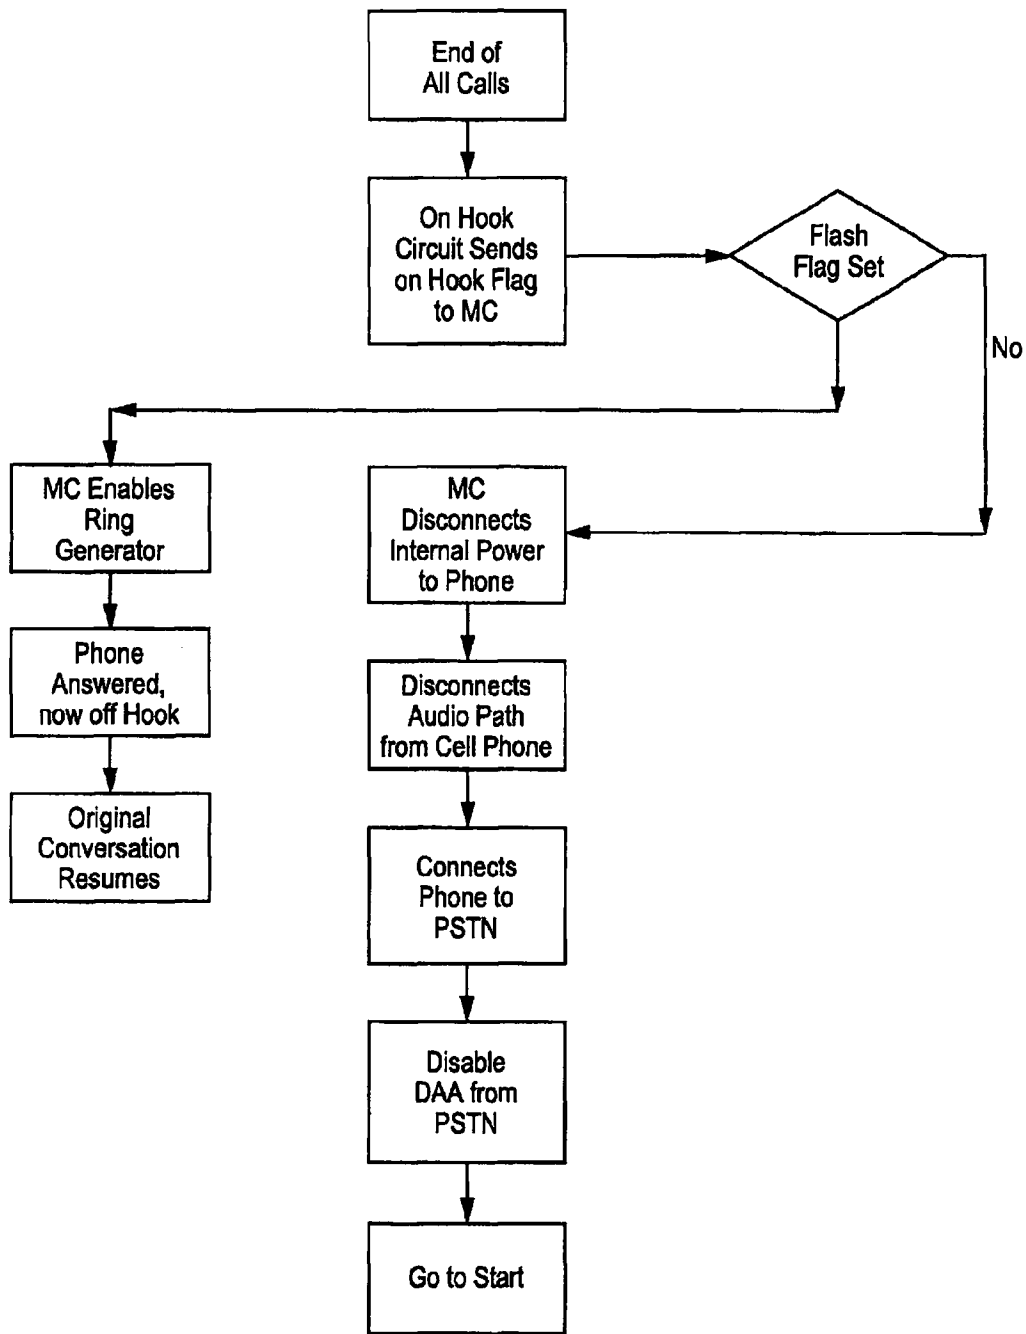 End of
All Calls
On Hook
Circuit Sends
on Hook Flag
to MC
Flash
Flag Set
No
MC Enables
Ring
Generator
Phone
Answered,
now off Hook
Original
Conversation
Resumes
MC
Disconnects
Internal Power
to Phone
Disconnects
Audio Path
from Cell Phone
Connects
Phone to
PSTN
Disable
DAA from
PSTN
Go to Start